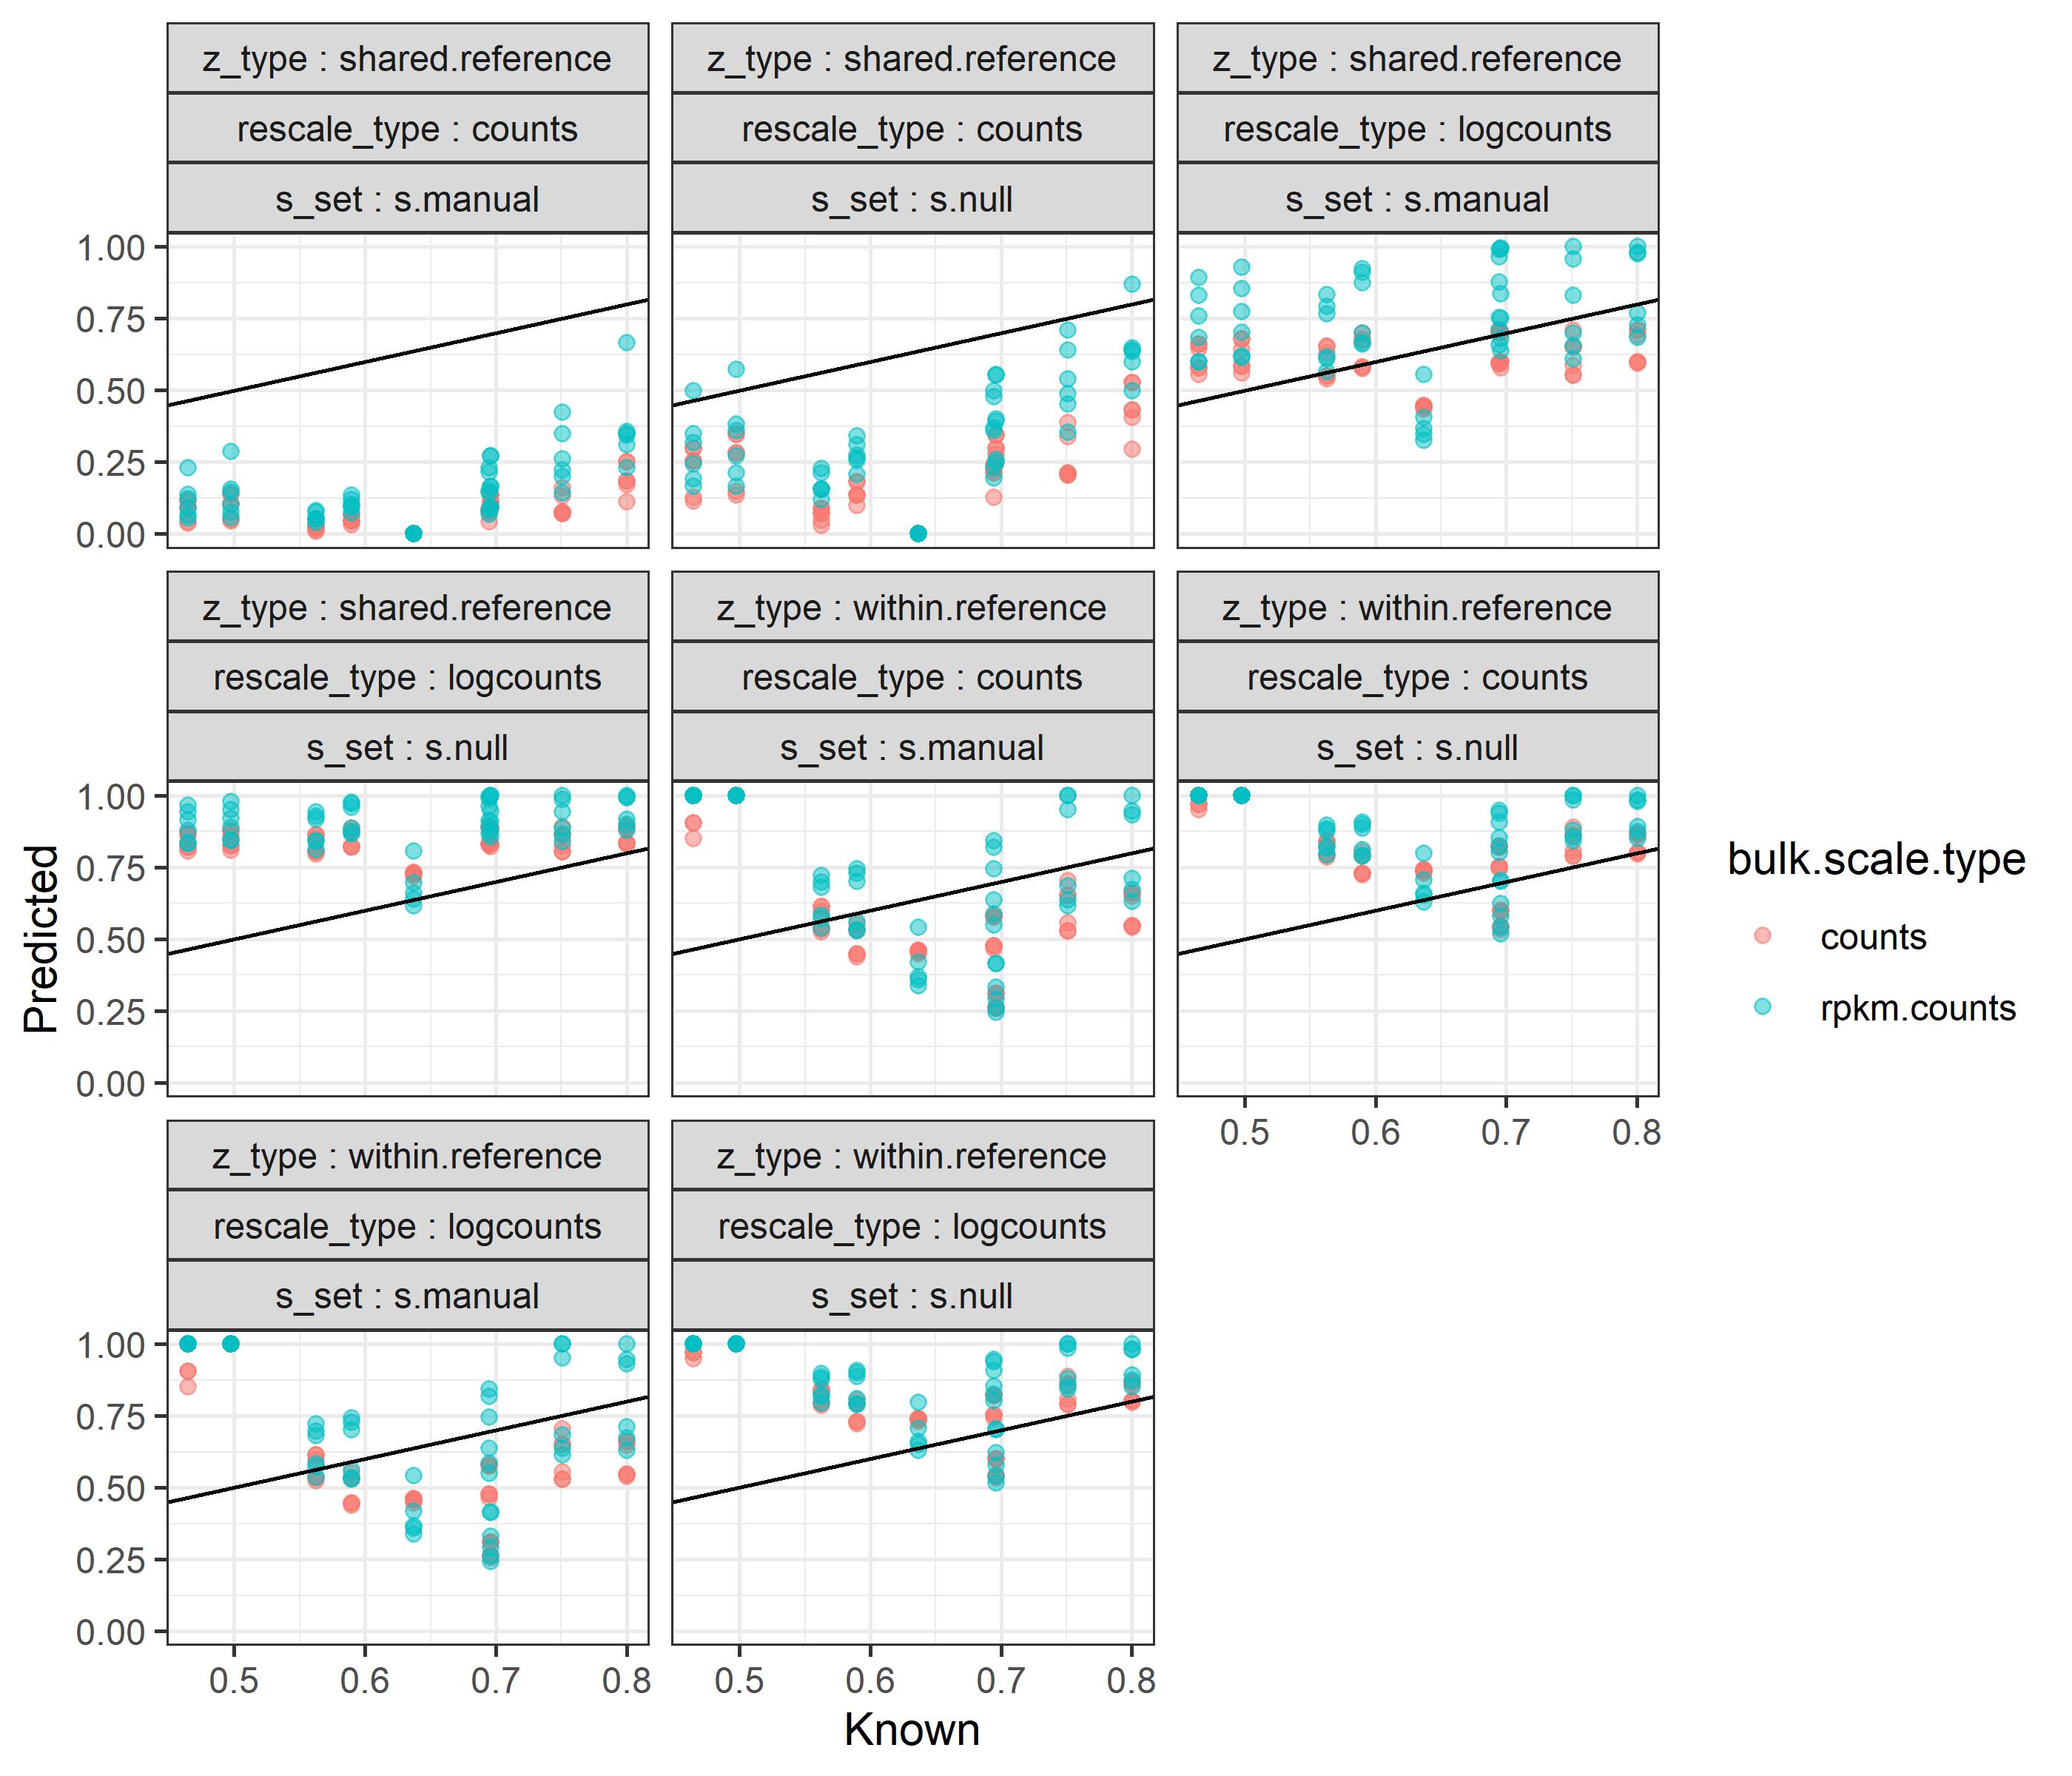 z_type : shared.reference
rescale_type : counts
s_set : s.manual
z_type : shared.reference
rescale_type : counts
s_set : s.null
z_type : shared.reference
rescale_type : logcounts
s_set : s.manual
1.00
0.75
0.50
0.25
0.00
z_type : shared.reference
rescale_type : logcounts
s_set : s.null
z_type : within.reference
rescale_type : counts
s_set : s.manual
z_type : within.reference
rescale_type : counts
s_set : s.null
1.00
0.75
0.50
0.25
0.00
0.5 0.6 0.7 0.8
z_type : within.reference
rescale_type : logcounts
s_set : s.manual
z_type : within.reference
rescale_type : logcounts
s_set : s.null
1.00
0.75
0.50
0.25
0.00
0.5 0.6 0.7 0.8
0.5 0.6 0.7 0.8
Known
Predicted
bulk.scale.type
counts
rpkm.counts